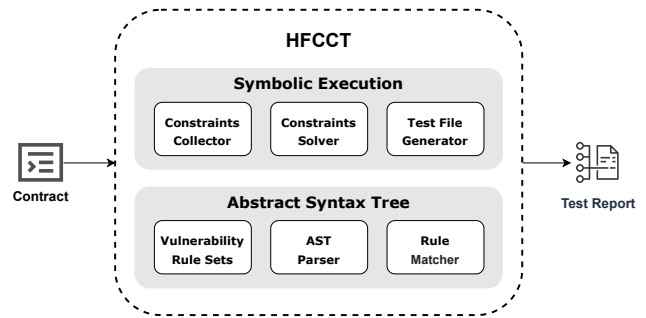 HFCCT
Symbolic Execution
Constraints
Collector
Constraints
Solver
Test File
Generator
Contract
Test Report
Abstract Syntax Tree
Vulnerability
Rule Sets
AST
Parser
Rule
Matcher